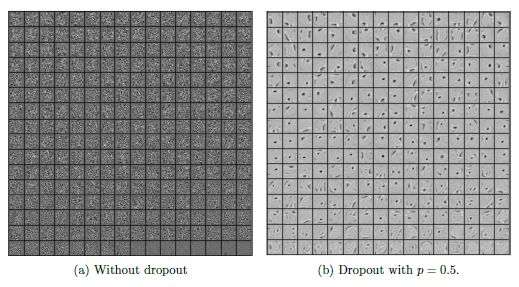 (a) Without dropout
(b) Dropout with p = 0.5.